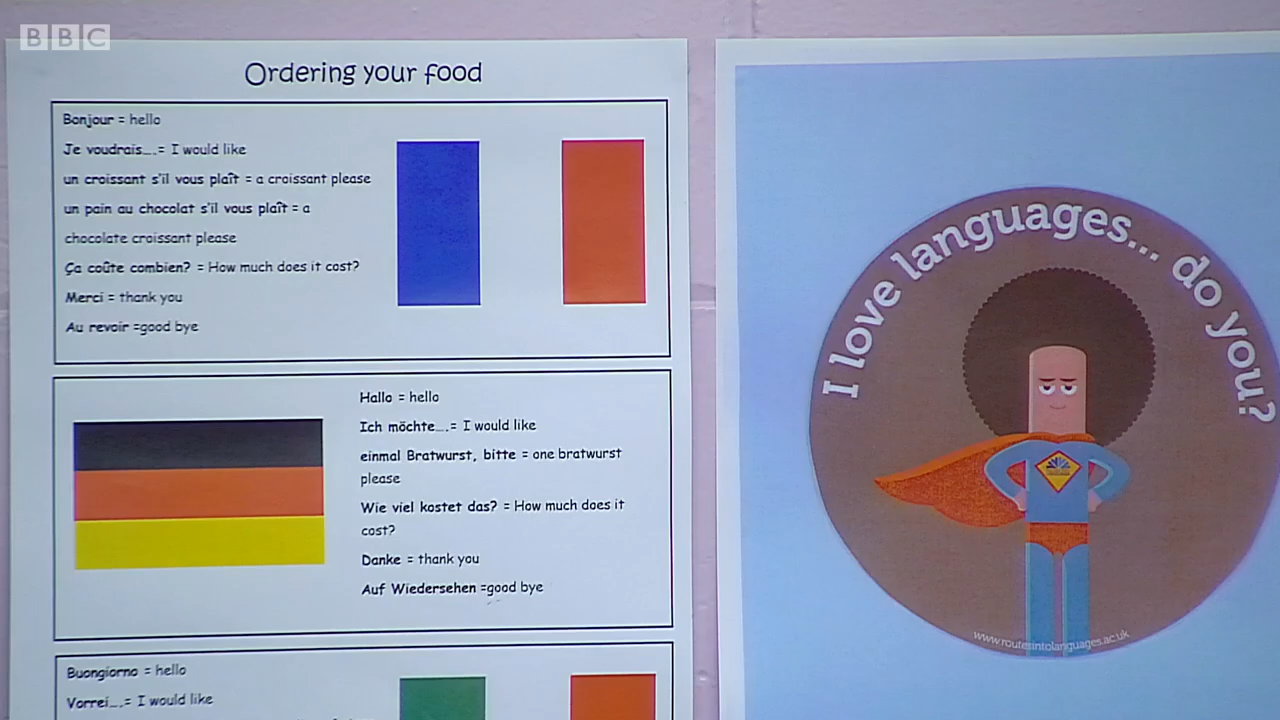 BBC
Ordering your food
Bonjour = hello
Je voudrais….= I would like
un croissant s'il vous plaît = a croissant please
un pain au chocolat s'il vous plaît = a
chocolate croissant please
Ça coûte combien? = How much does it cost?
Merci = thank you
Au revoir =good bye
Hallo = hello
Ich möchte….= I would like
einmal Bratwurst, bitte = one bratwurst
please
Wie viel kostet das? = How much does it
cost?
Danke = thank you
Auf Wiedersehen =good bye
Buongiorno = hello
Vorrei….= I would like
I love languages... do you?
www.routesintolanguages.ac.uk